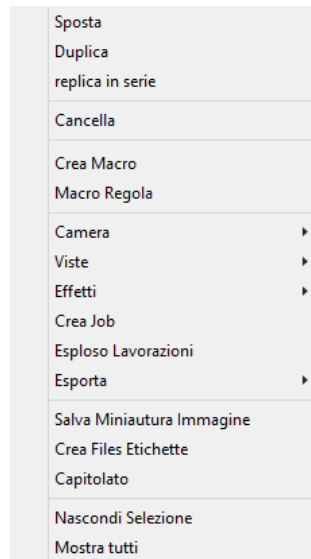 Sposta
Duplica
replica in serie
Cancella
Crea Macro
Macro Regola
Camera
Viste
Effetti
Crea Job
Esploso Lavorazioni
Esporta
Salva Miniautura Immagine
Crea Files Etichette
Capitolato
Nascondi Selezione
Mostra tutti